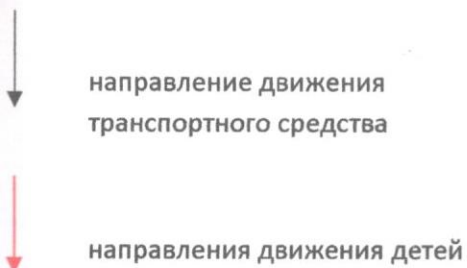 направление движения
транспортного средства
направления движения детей